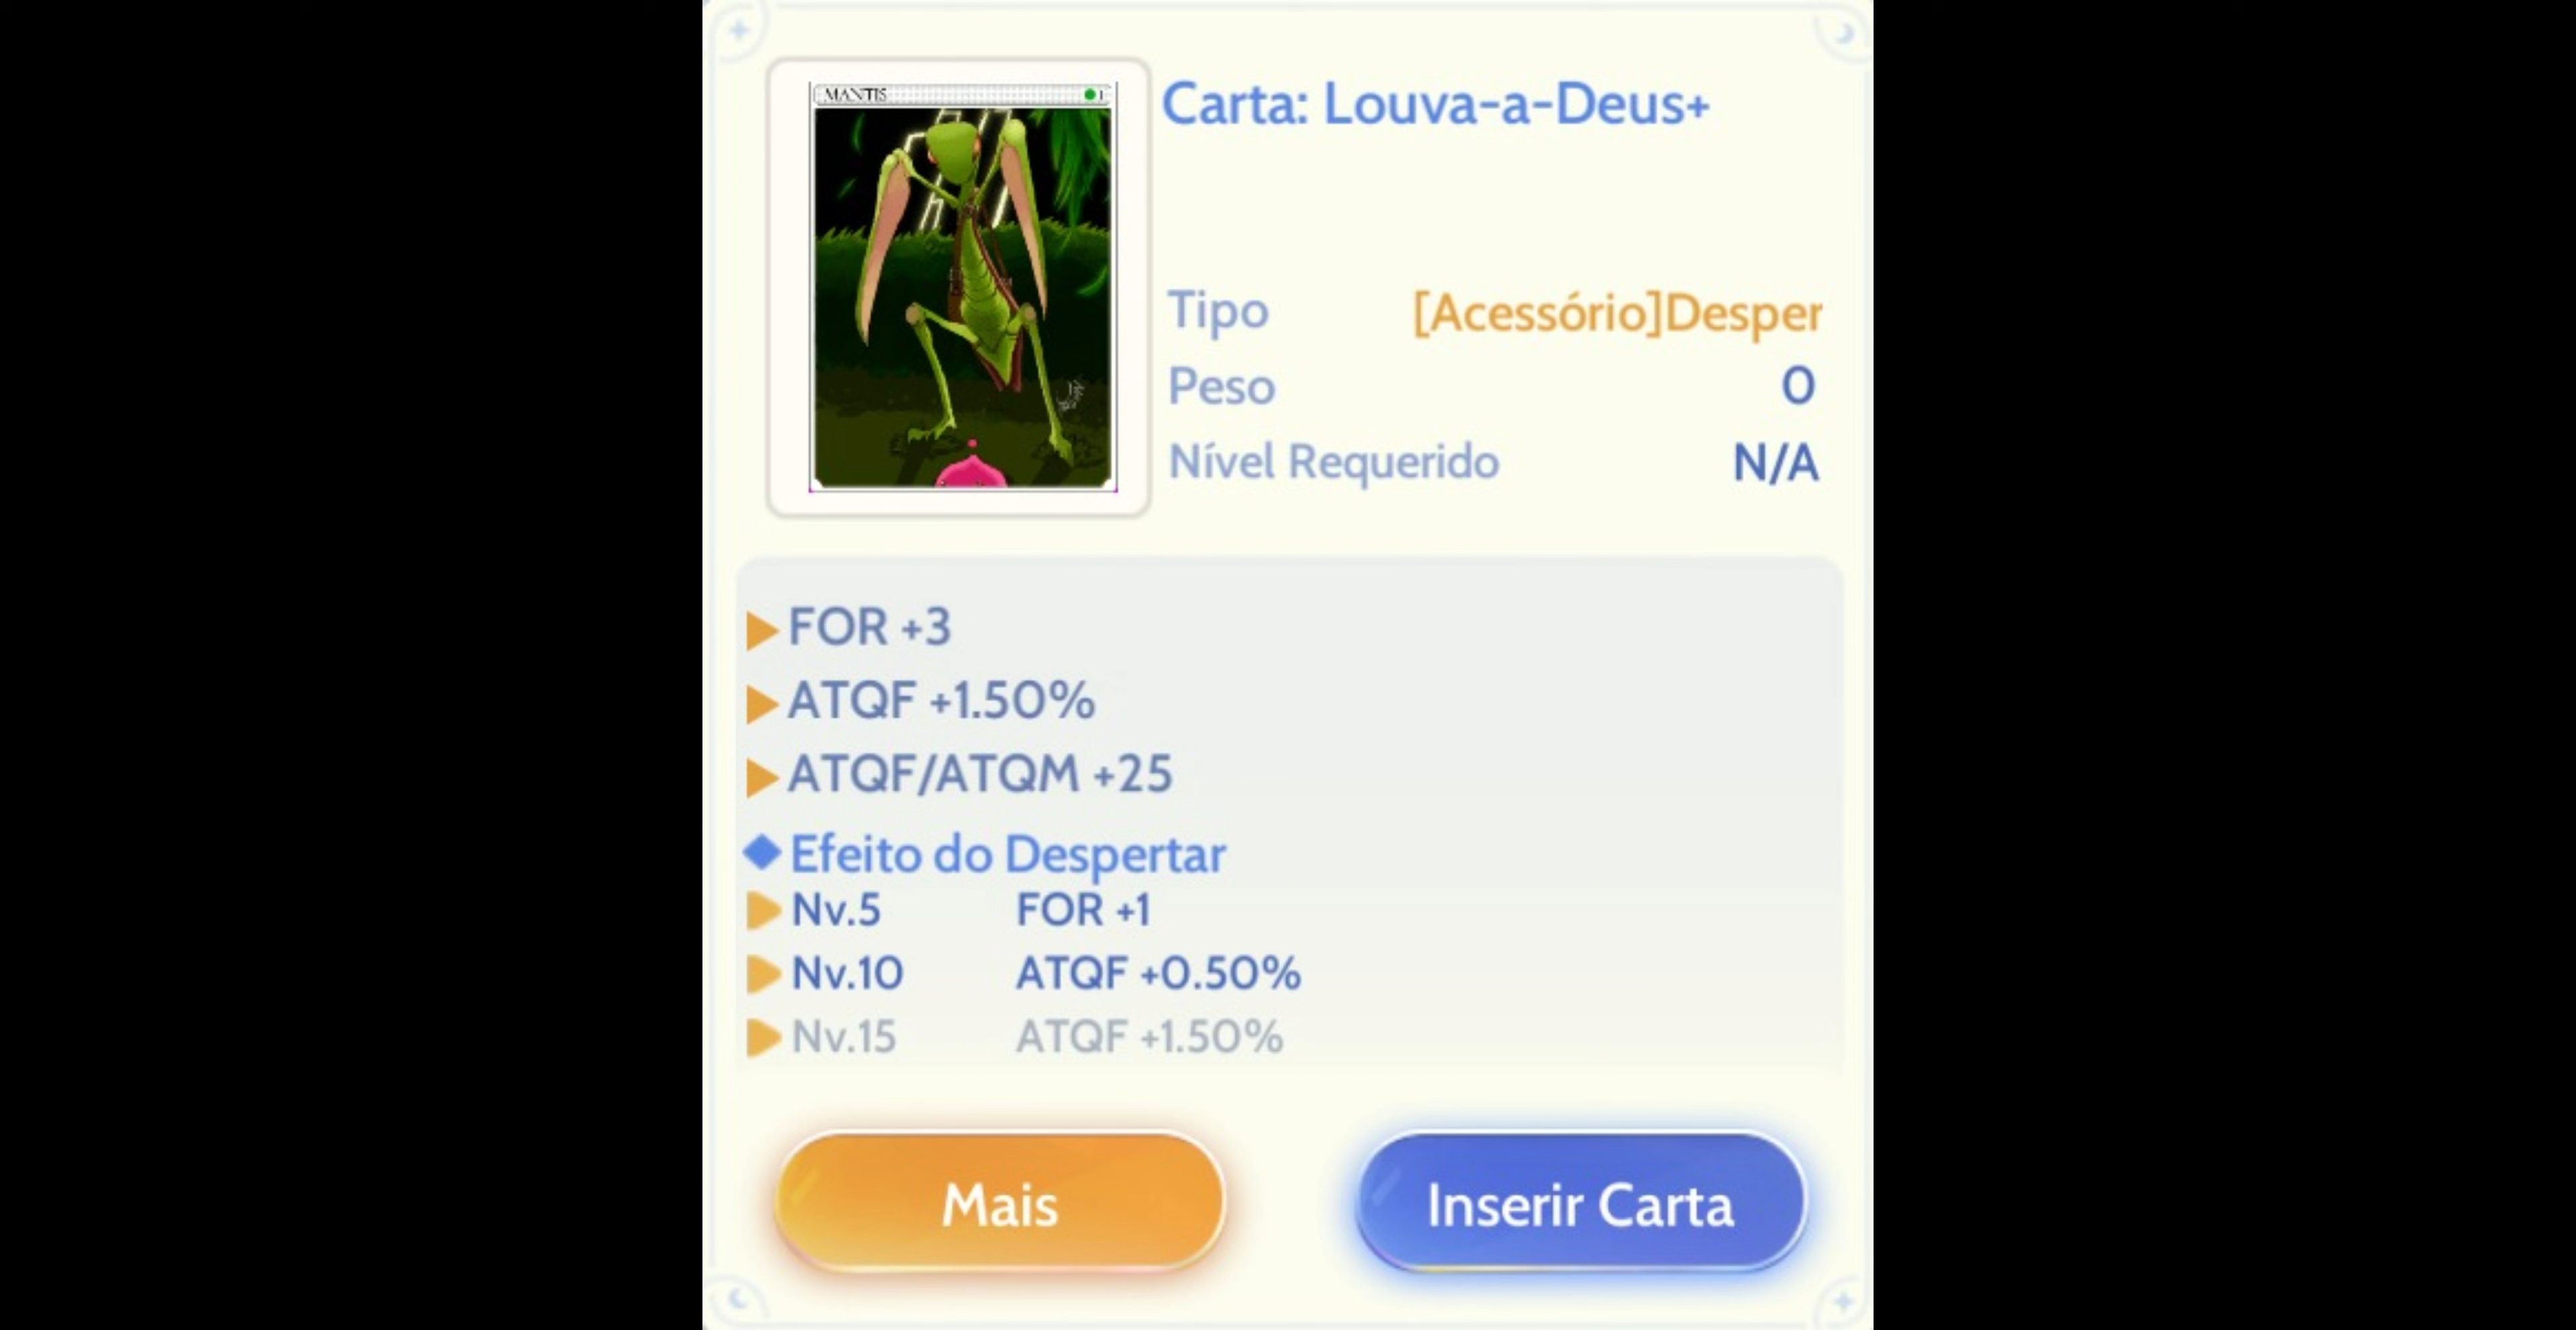 MANTIS
Carta: Louva-a-Deus+
Tipo [Acessório]Desper
Peso 0
Nível Requerido N/A
FOR +3
ATQF +1.50%
ATQF/ATQM +25
Efeito do Despertar
Nv.5 FOR +1
Nv.10 ATQF +0.50%
Nv.15 ATQF +1.50%
Mais Inserir Carta